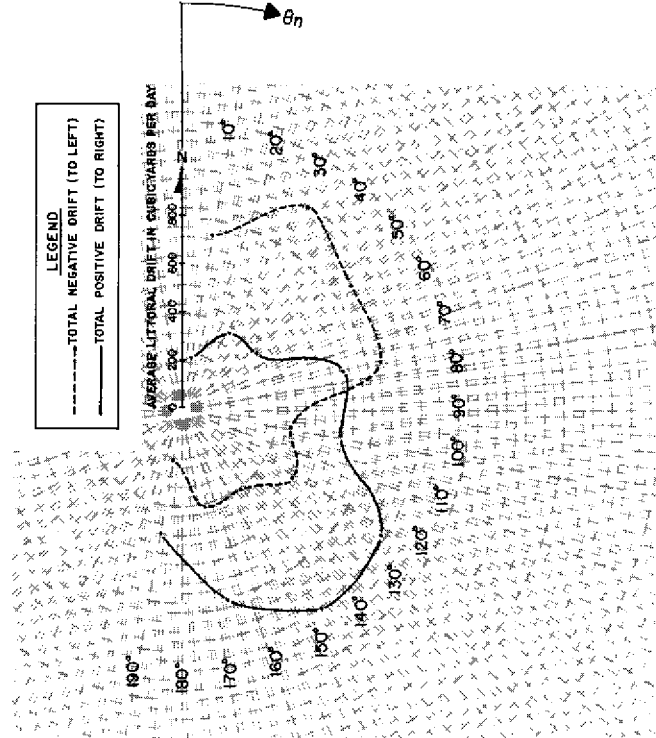 θn
LEGEND
TOTAL NEGATIVE DRIFT (TO LEFT)
TOTAL POSITIVE DRIFT (TO RIGHT)
AVERAGE LITTORAL DRIFT IN CUBIC YARDS PER DAY
0 200 400 600 800
N
10°
20°
30°
40°
50°
60°
70°
80°
90°
100°
110°
120°
130°
140°
150°
160°
170°
180°
190°